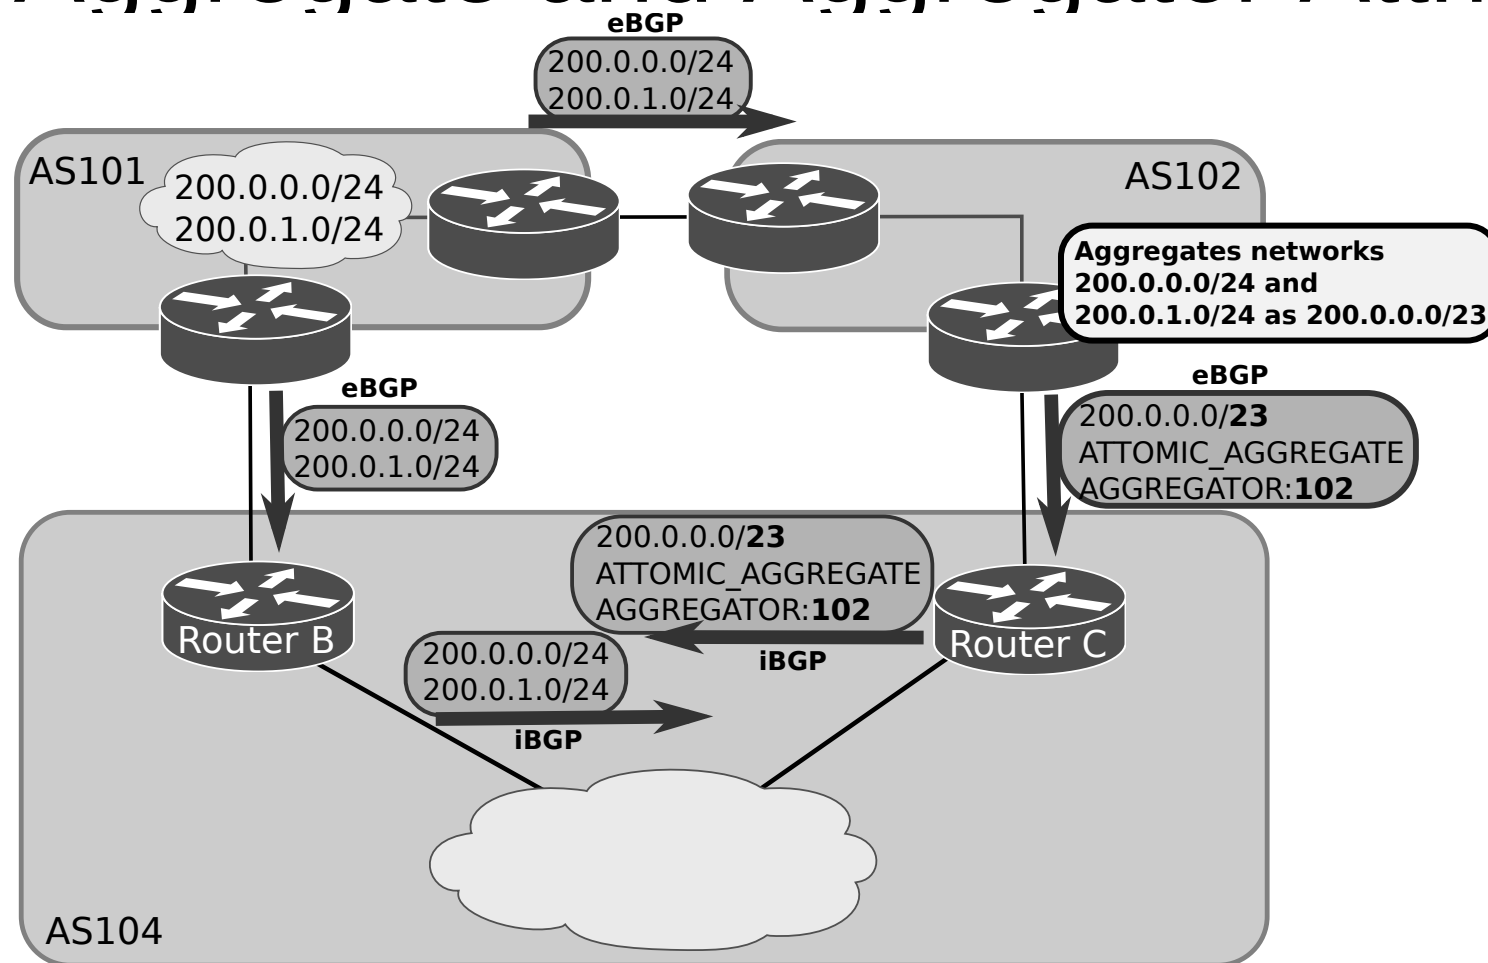 eBGP
200.0.0.0/24
200.0.1.0/24
AS101
200.0.0.0/24
200.0.1.0/24
AS102
Aggregates networks
200.0.0.0/24 and
200.0.1.0/24 as 200.0.0.0/23
eBGP
200.0.0.0/24
200.0.1.0/24
eBGP
200.0.0.0/23
ATTOMIC_AGGREGATE
AGGREGATOR:102
200.0.0.0/23
ATTOMIC_AGGREGATE
AGGREGATOR:102
iBGP
Router B
Router C
200.0.0.0/24
200.0.1.0/24
iBGP
AS104